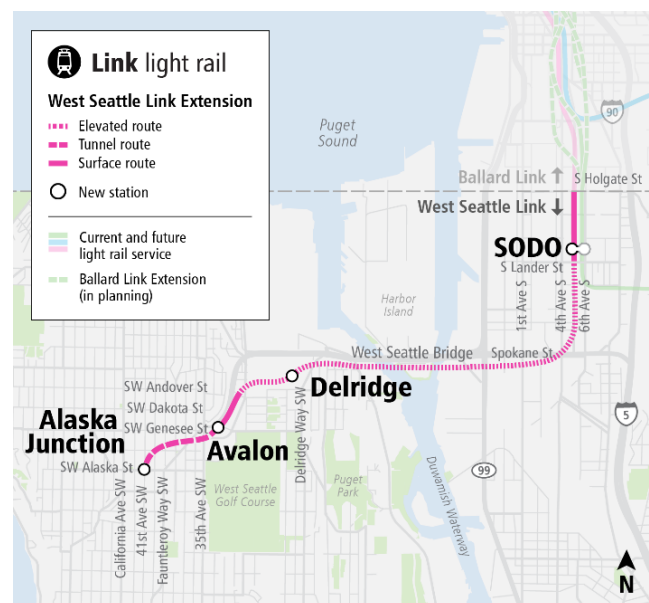 Link light rail
West Seattle Link Extension
Elevated route
Tunnel route
Surface route
New station
Current and future
light rail service
Ballard Link Extension
(in planning)
Puget
Sound
90
Ballard Link ↑
S Holgate St
West Seattle Link ↓
SODO
S Lander St
1st Ave S
4th Ave S
6th Ave S
Harbor
Island
West Seattle Bridge
Spokane St
SW Andover St
Delridge
SW Dakota St
Alaska
Junction
SW Genesee St
Avalon
Delridge Way SW
5
SW Alaska St
California Ave SW
41st Ave SW
Fauntleroy Way SW
35th Ave SW
West Seattle
Golf Course
Puget
Park
Duwamish Waterway
99
N